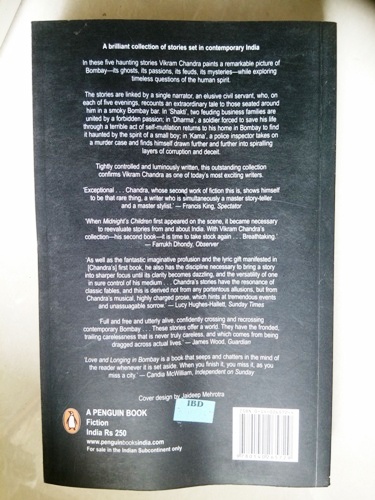 A brilliant collection of stories set in contemporary India
In these five haunting stories Vikram Chandra paints a remarkable picture of
Bombay—its ghosts, its passions, its feuds, its mysteries—while exploring
timeless questions of the human spirit.
The stories are linked by a single narrator, an elusive civil servant, who, on
each of five evenings, recounts an extraordinary tale to those seated around
him in a smoky Bombay bar. In 'Shakti', two feuding business families are
united by a forbidden passion; in 'Dharma', a soldier forced to save his life
through a terrible act of self-mutilation returns to his home in Bombay to find
it haunted by the spirit of a small boy; in 'Kama', a police inspector takes on
a murder case and finds himself drawn further and further into spiralling
layers of corruption and deceit.
Tightly controlled and luminously written, this outstanding collection
confirms Vikram Chandra as one of today's most exciting writers.
'Exceptional . . . Chandra, whose second work of fiction this is, shows himself
to be that rare thing, a writer who is simultaneously a master story-teller
and a master stylist.' — Francis King, Spectator
'When Midnight's Children first appeared on the scene, it became necessary
to reevaluate stories from and about India. With Vikram Chandra's
collection—his second book—it is time to take stock again . . . Breathtaking.'
— Farrukh Dhondy, Observer
'As well as the fantastic imaginative profusion and the lyric gift manifested in
[Chandra's] first book, he also has the discipline necessary to bring a story
into sharper focus until its clarity becomes dazzling, and the versatility of one
in sure control of his medium . . . Chandra's stories have the resonance of
classic fables, and this is derived not from any portentous allusions, but from
Chandra's musical, highly charged prose, which hints at tremendous events
and unassuageable sorrow.' — Lucy Hughes-Hallett, Sunday Times
'Full and free and utterly alive, confidently crossing and recrossing
contemporary Bombay . . . These stories offer a world. They have the fronded,
trailing carelessness that is never truly careless, and which comes from being
dragged across actual lives.' — James Wood, Guardian
'Love and Longing in Bombay is a book that seeps and chatters in the mind of
the reader whenever it is set aside. When you finish it, you miss it, as you
miss a city.' — Candia McWilliam, Independent on Sunday
Cover design by Jaideep Mehrotra
IBD
A PENGUIN BOOK
Fiction
India Rs 250
www.penguinbooksindia.com
For sale in the Indian Subcontinent only